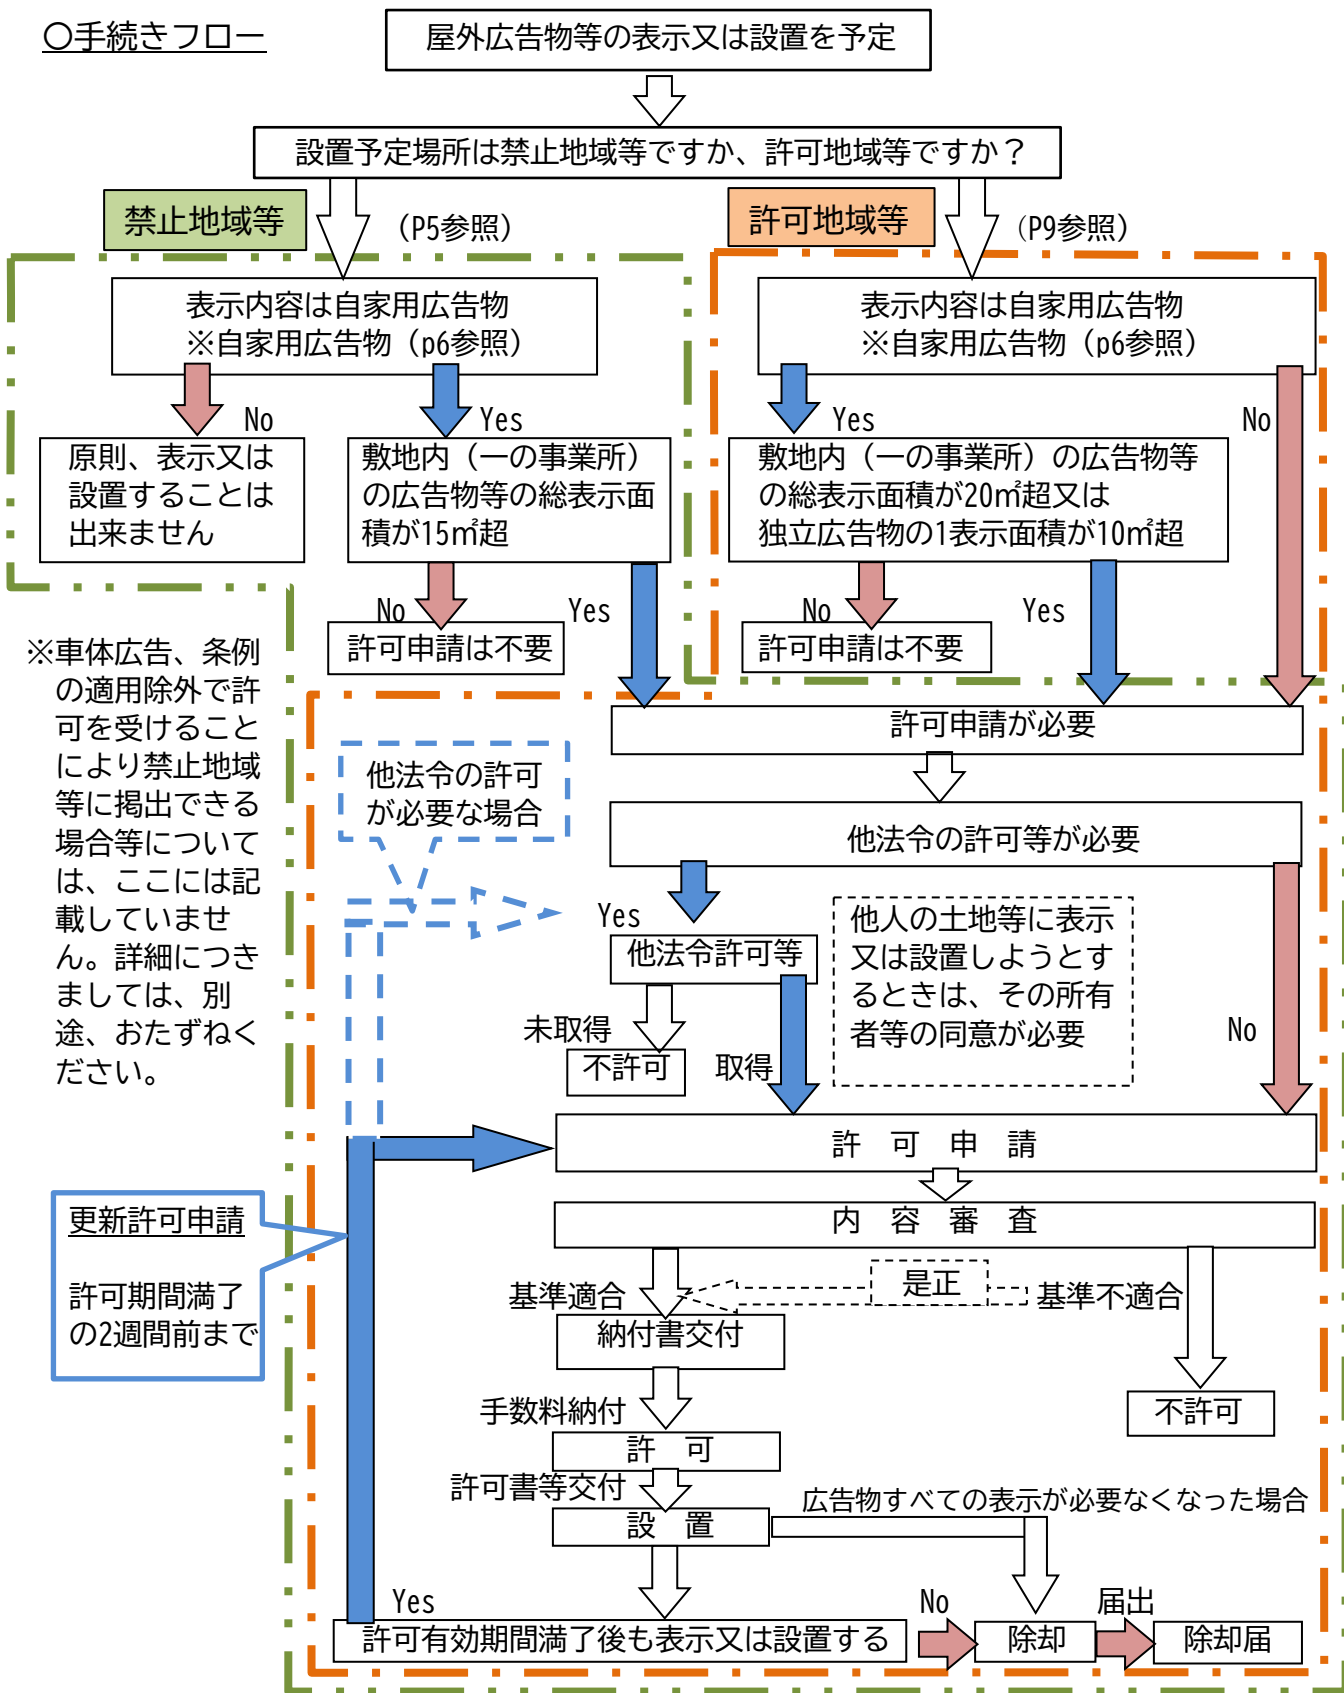 〇手続きフロー
屋外広告物等の表示又は設置を予定
設置予定場所は禁止地域等ですか、許可地域等ですか？
禁止地域等
(P5参照)
許可地域等
(P9参照)
表示内容は自家用広告物
※自家用広告物（p6参照）
表示内容は自家用広告物
※自家用広告物（p6参照）
No
Yes
Yes
No
原則、表示又は
設置することは
出来ません
敷地内（一の事業所）
の広告物等の総表示面
積が15㎡超
敷地内（一の事業所）の広告物等
の総表示面積が20㎡超又は
独立広告物の1表示面積が10㎡超
No
Yes
No
Yes
許可申請は不要
許可申請は不要
※車体広告、条例
の適用除外で許
可を受けること
により禁止地域
等に掲出できる
場合等について
は、ここには記
載していませ
ん。詳細につき
ましては、別
途、おたずねく
ださい。
許可申請が必要
他法令の許可
が必要な場合
他法令の許可等が必要
Yes
他法令許可等
他人の土地等に表示
又は設置しようとす
るときは、その所有
者等の同意が必要
未取得
No
不許可
取得
許　可　申　請
更新許可申請
許可期間満了
の2週間前まで
内　容　審　査
基準適合
是正
基準不適合
納付書交付
手数料納付
不許可
許　可
許可書等交付
広告物すべての表示が必要なくなった場合
設　置
Yes
No
届出
許可有効期間満了後も表示又は設置する
除却
除却届